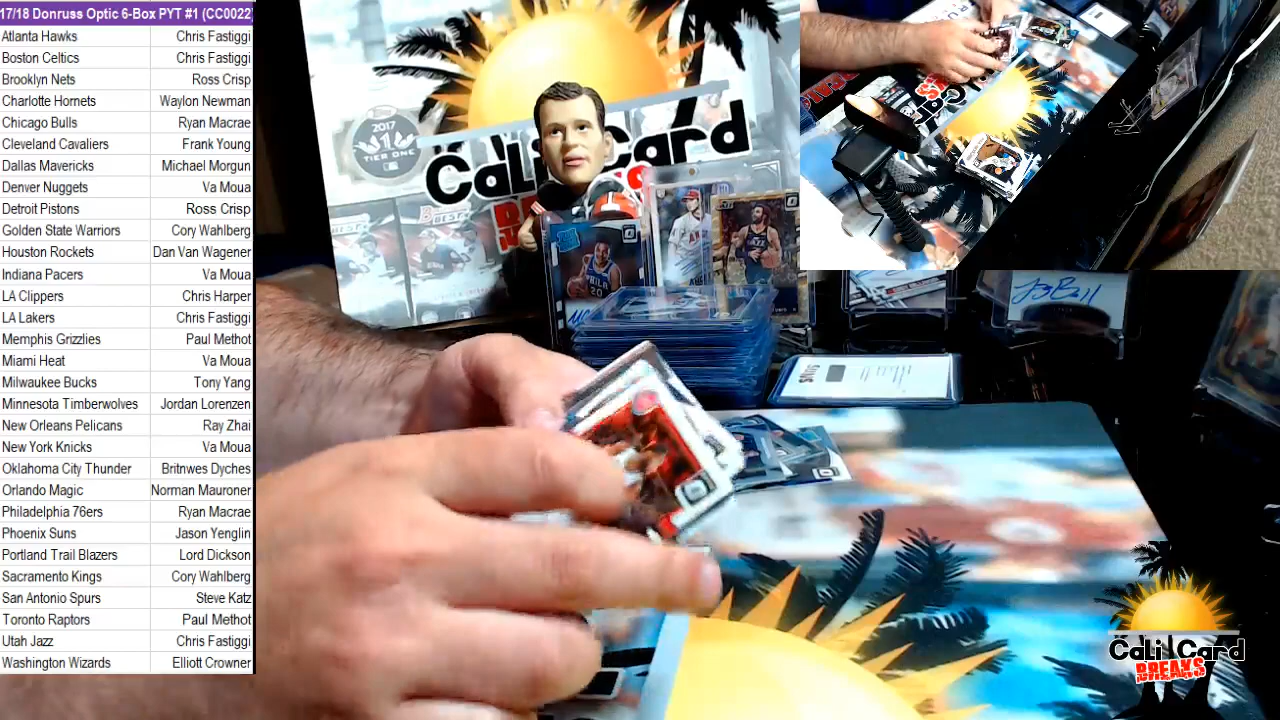 17/18 Donruss Optic 6-Box PYT #1 (CC0022)
Atlanta Hawks Chris Fastiggi
Boston Celtics Chris Fastiggi
Brooklyn Nets Ross Crisp
Charlotte Hornets Waylon Newman
Chicago Bulls Ryan Macrae
Cleveland Cavaliers Frank Young
Dallas Mavericks Michael Morgun
Denver Nuggets Va Moua
Detroit Pistons Ross Crisp
Golden State Warriors Cory Wahlberg
Houston Rockets Dan Van Wagener
Indiana Pacers Va Moua
LA Clippers Chris Harper
LA Lakers Chris Fastiggi
Memphis Grizzlies Paul Methot
Miami Heat Va Moua
Milwaukee Bucks Tony Yang
Minnesota Timberwolves Jordan Lorenzen
New Orleans Pelicans Ray Zhai
New York Knicks Va Moua
Oklahoma City Thunder Britnwes Dyches
Orlando Magic Norman Mauroner
Philadelphia 76ers Ryan Macrae
Phoenix Suns Jason Yenglin
Portland Trail Blazers Lord Dickson
Sacramento Kings Cory Wahlberg
San Antonio Spurs Steve Katz
Toronto Raptors Paul Methot
Utah Jazz Chris Fastiggi
Washington Wizards Elliott Crowner
2017
TIER ONE
Cali Card
PHILA
20
SUNS
Cali Card
BREAKS